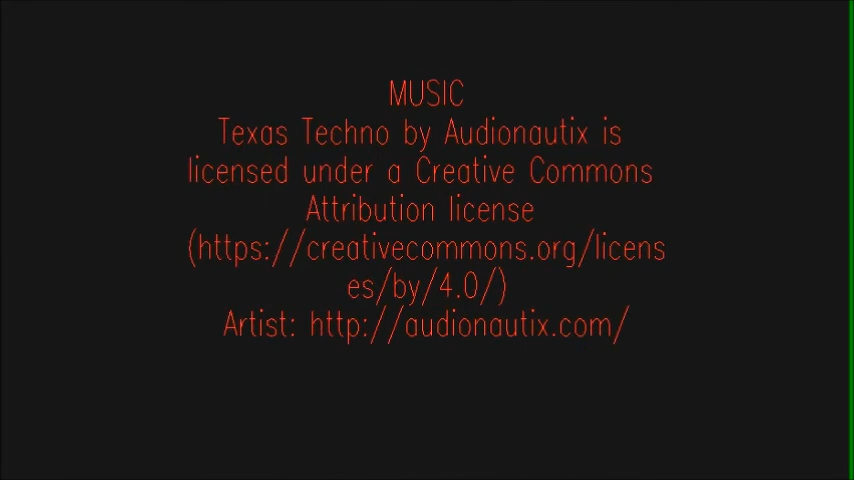 MUSIC
Texas Techno by Audionautix is
licensed under a Creative Commons
Attribution license
(https://creativecommons.org/licens
es/by/4.0/)
Artist: http://audionautix.com/